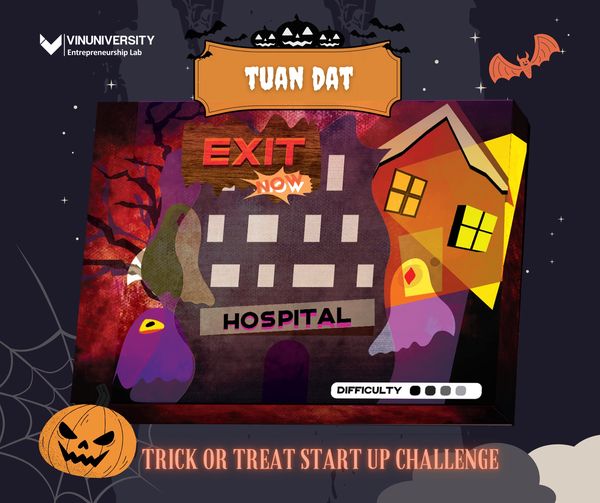 VINUNIVERSITY
Entrepreneurship Lab
TUAN DAT
EXIT
NOW
HOSPITAL
DIFFICULTY
TRICK OR TREAT START UP CHALLENGE